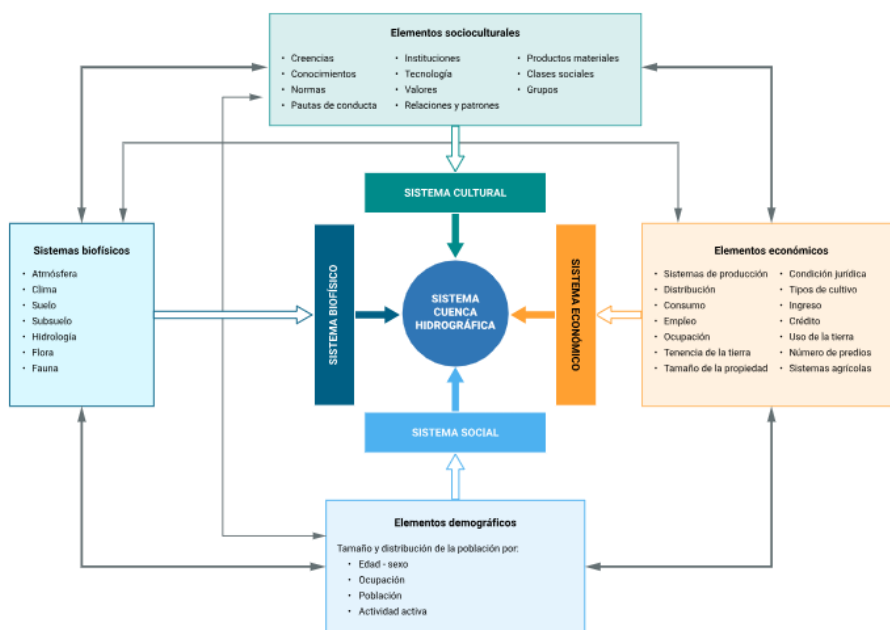 Elementos socioculturales
• Creencias
• Conocimientos
• Normas
• Pautas de conducta
• Instituciones
• Tecnología
• Valores
• Relaciones y patrones
• Productos materiales
• Clases sociales
• Grupos
SISTEMA CULTURAL
Sistemas biofísicos
• Atmósfera
• Clima
• Suelo
• Subsuelo
• Hidrología
• Flora
• Fauna
SISTEMA BIOFÍSICO
SISTEMA
CUENCA
HIDROGRÁFICA
SISTEMA ECONÓMICO
Elementos económicos
• Sistemas de producción
• Distribución
• Consumo
• Empleo
• Ocupación
• Tenencia de la tierra
• Tamaño de la propiedad
• Condición jurídica
• Tipos de cultivo
• Ingreso
• Crédito
• Uso de la tierra
• Número de predios
• Sistemas agrícolas
SISTEMA SOCIAL
Elementos demográficos
Tamaño y distribución de la población por:
• Edad - sexo
• Ocupación
• Población
• Actividad activa